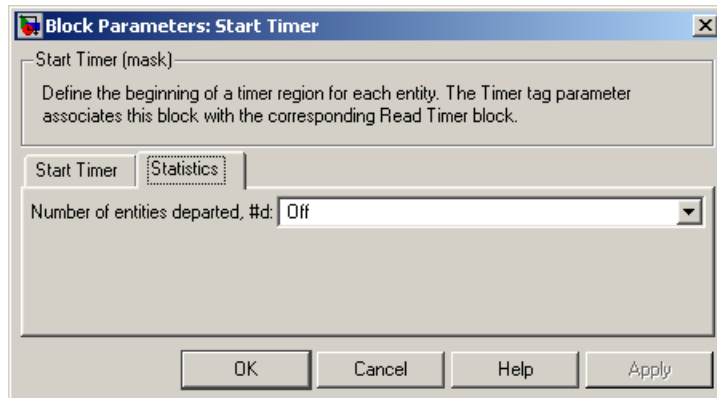 Block Parameters: Start Timer
Start Timer (mask)
Define the beginning of a timer region for each entity. The Timer tag parameter
associates this block with the corresponding Read Timer block.
Start Timer Statistics
Number of entities departed, #d: Off
OK Cancel Help Apply